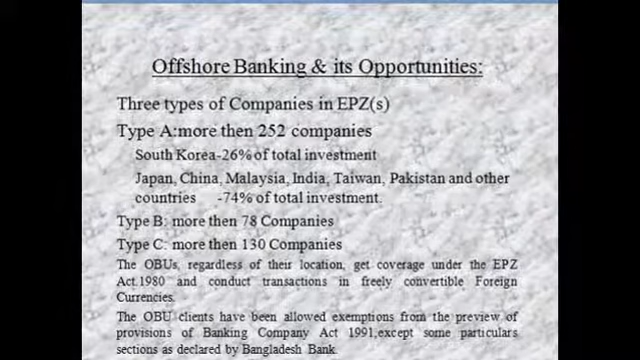 Offshore Banking & its Opportunities:
Three types of Companies in EPZ(s)
Type A:more then 252 companies
South Korea-26% of total investment
Japan, China, Malaysia, India, Taiwan, Pakistan and other
countries -74% of total investment.
Type B: more then 78 Companies
Type C: more then 130 Companies
The OBUs, regardless of their location, get coverage under the EPZ
Act.1980 and conduct transactions in freely convertible Foreign
Currencies.
The OBU clients have been allowed exemptions from the preview of
provisions of Banking Company Act 1991,except some particulars
sections as declared by Bangladesh Bank.